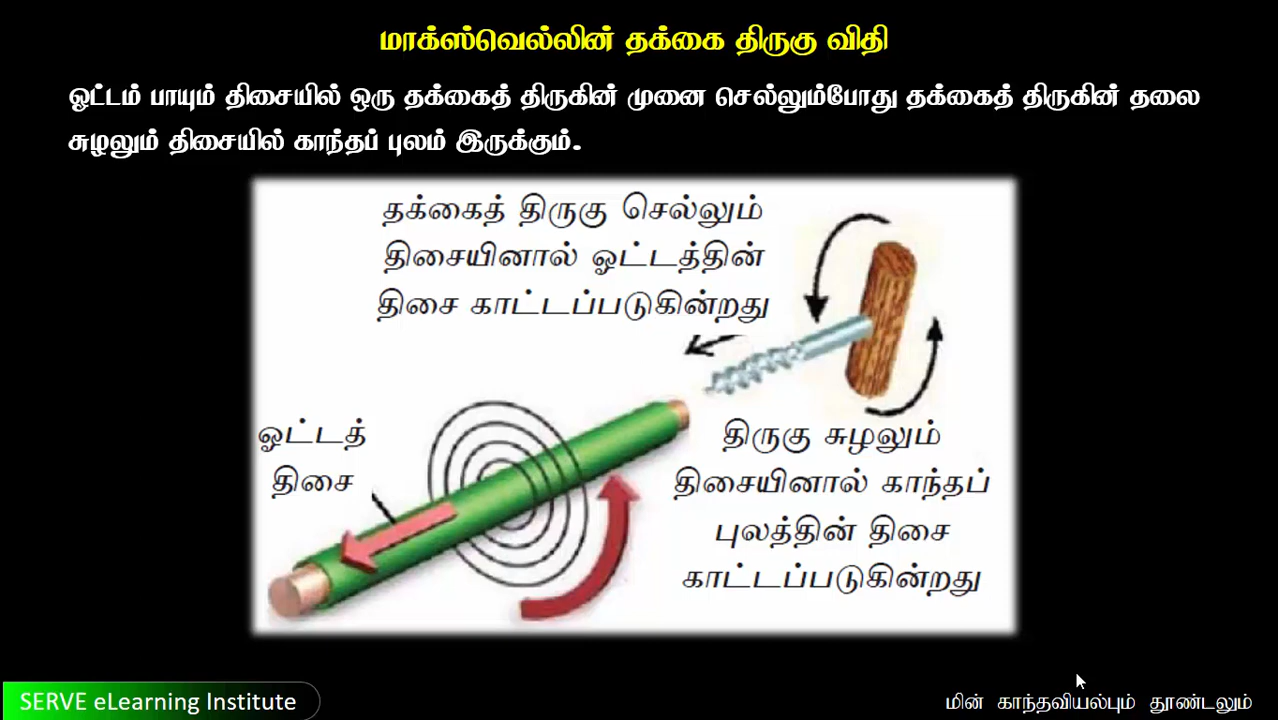 மாக்ஸ்வெல்லின் தக்கை திருகு விதி
ஓட்டம் பாயும் திசையில் ஒரு தக்கைத் திருகின் முனை செல்லும்போது தக்கைத் திருகின் தலை
சுழலும் திசையில் காந்தப் புலம் இருக்கும்.
தக்கைத் திருகு செல்லும்
திசையினால் ஓட்டத்தின்
திசை காட்டப்படுகின்றது
ஓட்டத்
திசை
திருகு சுழலும்
திசையினால் காந்தப்
புலத்தின் திசை
காட்டப்படுகின்றது
SERVE eLearning Institute
மின் காந்தவியல்பும் தூண்டலும்